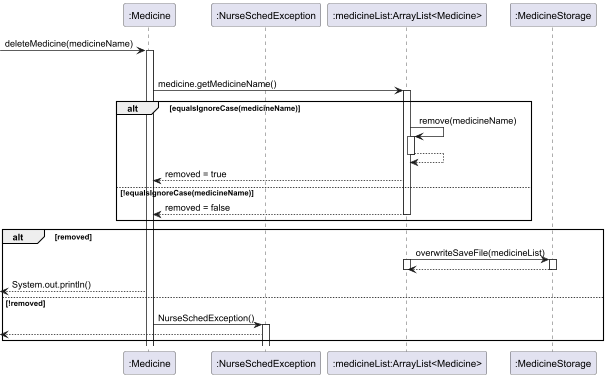 :Medicine :NurseSchedException :medicineList:ArrayList<Medicine> :MedicineStorage
deleteMedicine(medicineName)
medicine.getMedicineName()
alt [equalsIgnoreCase(medicineName)]
remove(medicineName)
removed = true
[!equalsIgnoreCase(medicineName)]
removed = false
alt [removed]
overwriteSaveFile(medicineList)
System.out.println()
[!removed]
NurseSchedException()
:Medicine :NurseSchedException :medicineList:ArrayList<Medicine> :MedicineStorage